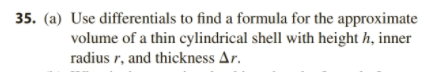 35. (a) Use differentials to find a formula for the approximate
volume of a thin cylindrical shell with height h, inner
radius r, and thickness Δr.